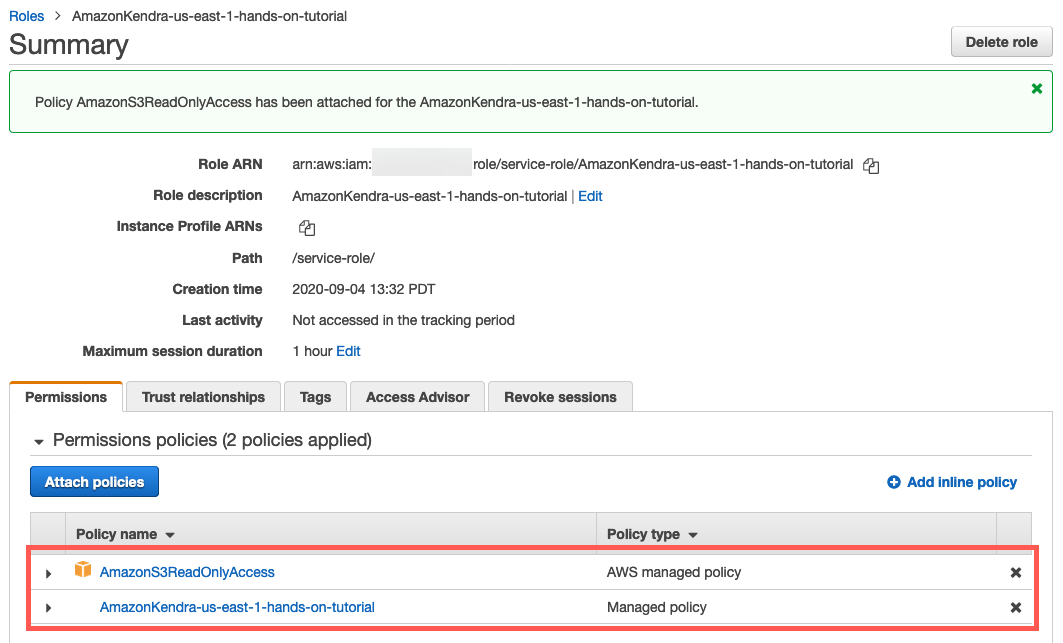 Roles > AmazonKendra-us-east-1-hands-on-tutorial
Summary
Delete role
Policy AmazonS3ReadOnlyAccess has been attached for the AmazonKendra-us-east-1-hands-on-tutorial.
Role ARN arn:aws:iam: role/service-role/AmazonKendra-us-east-1-hands-on-tutorial
Role description AmazonKendra-us-east-1-hands-on-tutorial | Edit
Instance Profile ARNs
Path /service-role/
Creation time 2020-09-04 13:32 PDT
Last activity Not accessed in the tracking period
Maximum session duration 1 hour Edit
Permissions Trust relationships Tags Access Advisor Revoke sessions
Permissions policies (2 policies applied)
Attach policies Add inline policy
Policy name Policy type
AmazonS3ReadOnlyAccess AWS managed policy
AmazonKendra-us-east-1-hands-on-tutorial Managed policy